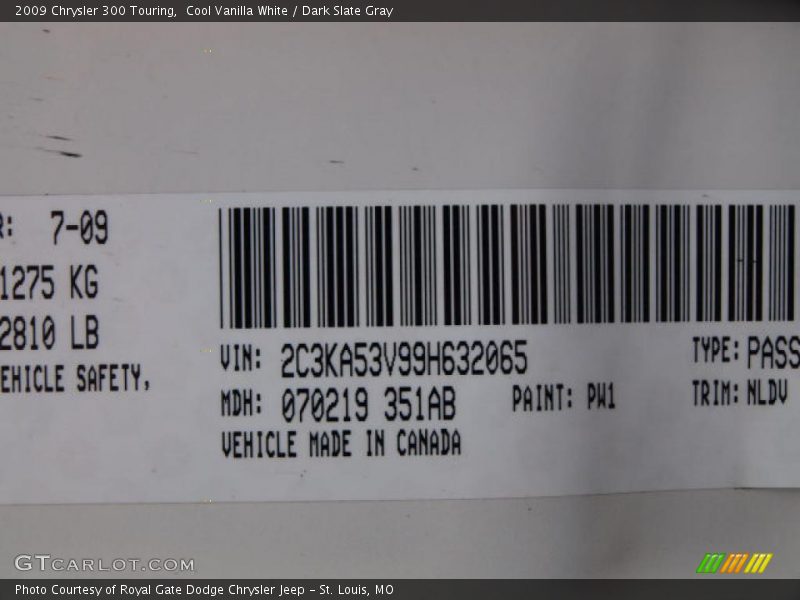 2009 Chrysler 300 Touring,  Cool Vanilla White / Dark Slate Gray
R: 7-09
1275 KG
2810 LB
EHICLE SAFETY,
VIN: 2C3KA53V99H632065
MDH: 070219 351AB
PAINT: PW1
VEHICLE MADE IN CANADA
TYPE: PASS
TRIM: NLDV
GTCARLOT.COM
Photo Courtesy of Royal Gate Dodge Chrysler Jeep – St. Louis, MO